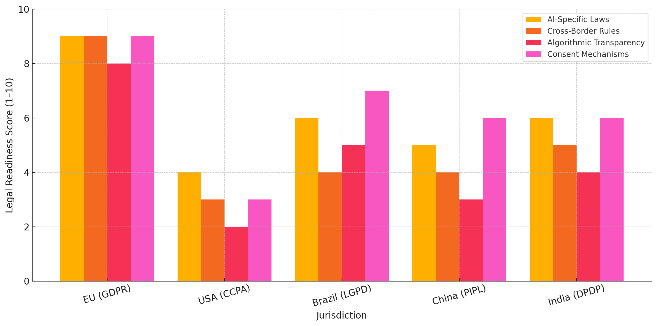 10
8
6
4
2
0
Legal Readiness Score (1–10)
AI-Specific Laws
Cross-Border Rules
Algorithmic Transparency
Consent Mechanisms
EU (GDPR)
USA (CCPA)
Brazil (LGPD)
China (PIPL)
India (DPDP)
Jurisdiction